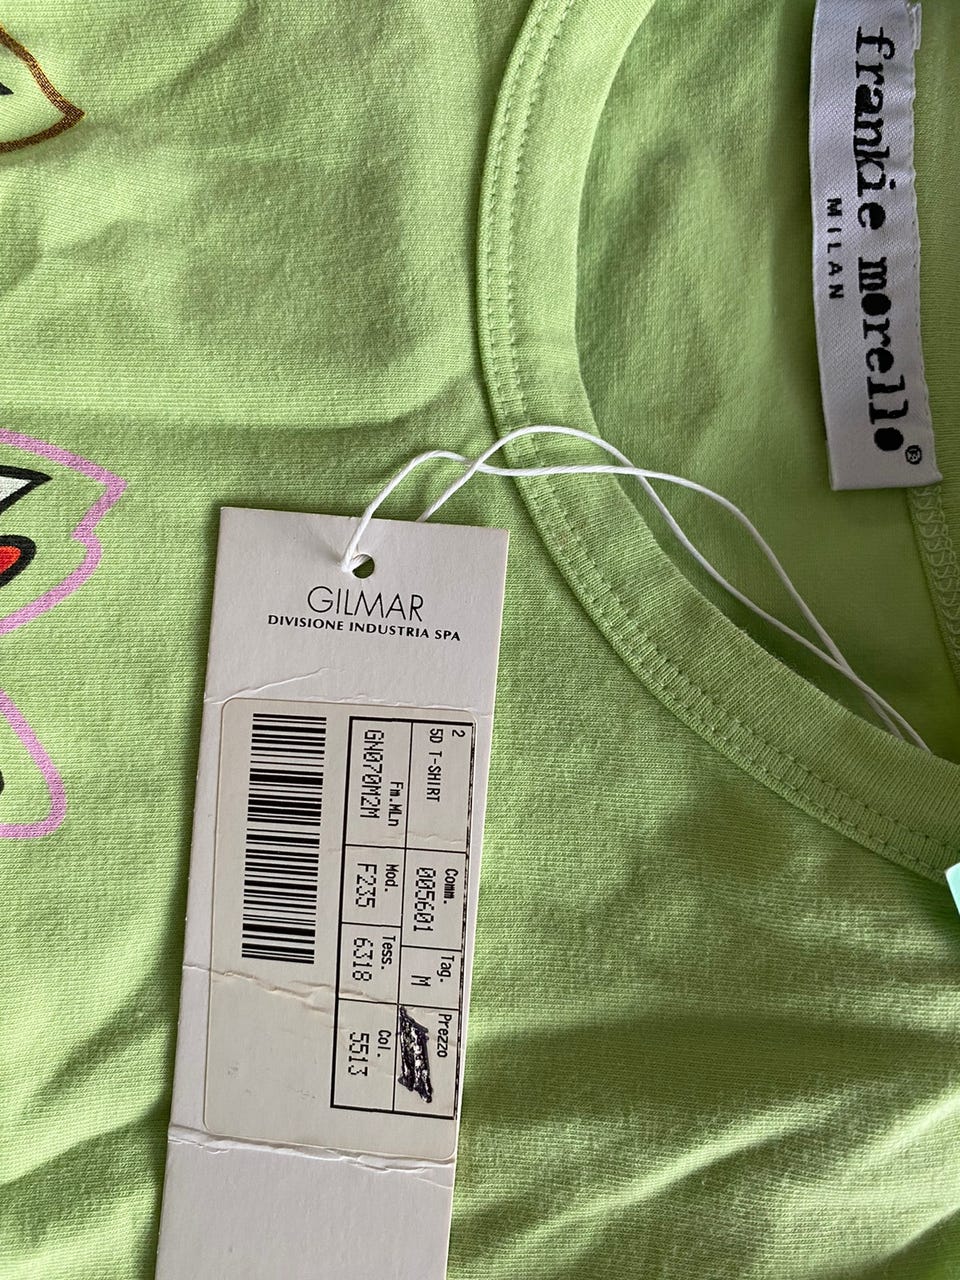 frankie morello®
MILAN
GILMAR
DIVISIONE INDUSTRIA SPA
2
5D T-SHIRT
Comm.
005601
Tag.
M
Prezzo
Fm.MLn
GN070M2M
Mod.
F235
Tess.
6318
Col.
5513